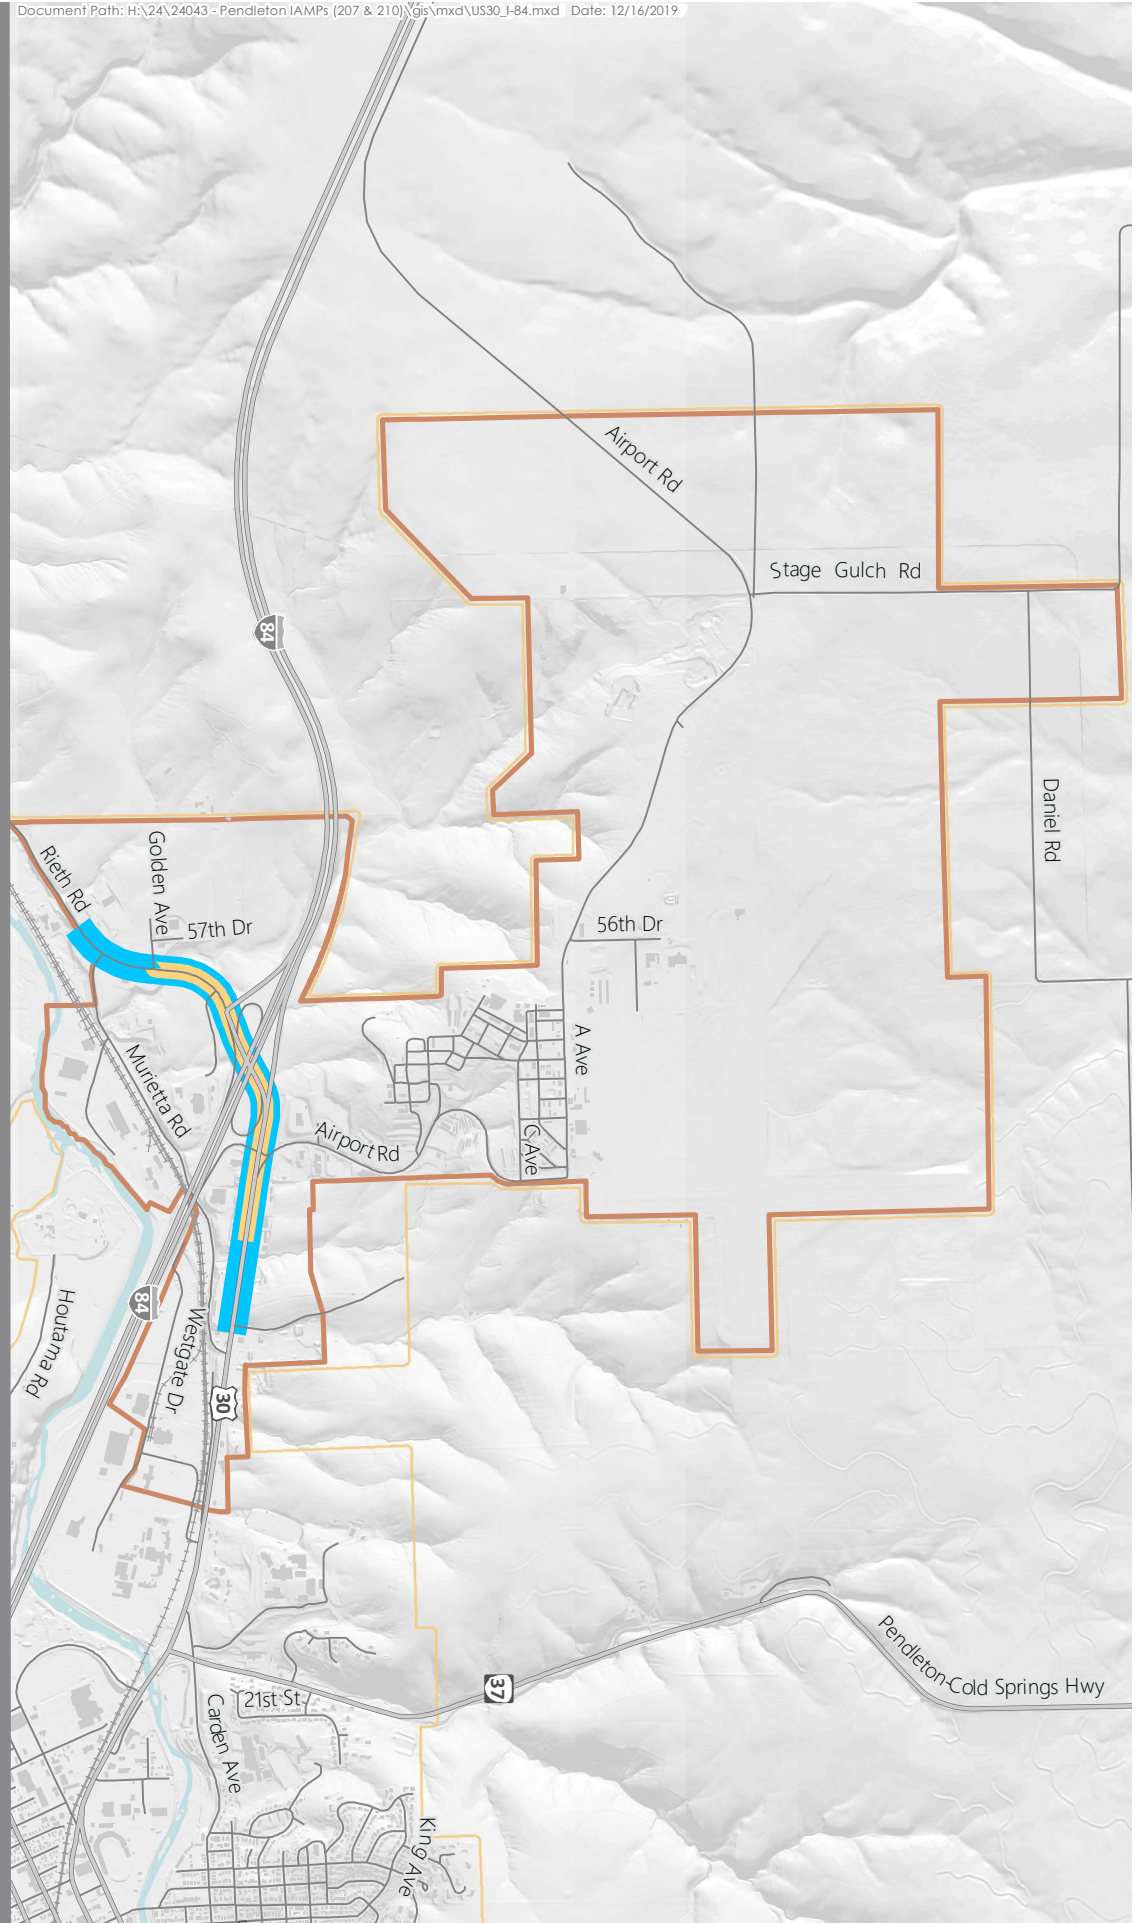 Document Path: H:\24\24043 - Pendleton IAMPs (207 & 210)\gis\mxd\US30_I-84.mxd Date: 12/16/2019
Airport Rd
Stage Gulch Rd
84
Daniel Rd
Golden Ave
Rieth Rd
57th Dr
56th Dr
A Ave
Murietta Rd
Airport Rd
C Ave
84
Houtama Rd
Westgate Dr
30
Pendleton-Cold Springs Hwy
37
21st St
Carden Ave
King Ave